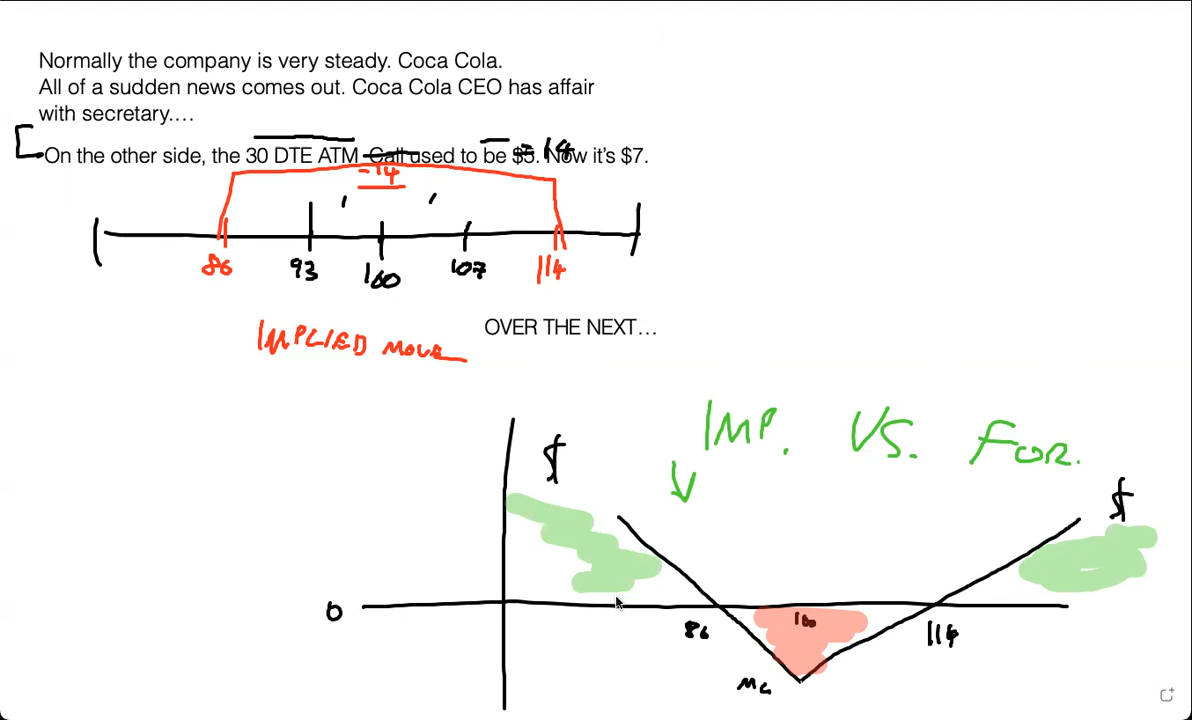 Normally the company is very steady. Coca Cola.
All of a sudden news comes out. Coca Cola CEO has affair
with secretary….
On the other side, the 30 DTE ATM Call used to be $5. Now it's $7.
= 14
-14
86 93 100 107 114
IMPLIED MOVE
OVER THE NEXT…
IMP. VS. FOR.
$ $
0
86 100 114